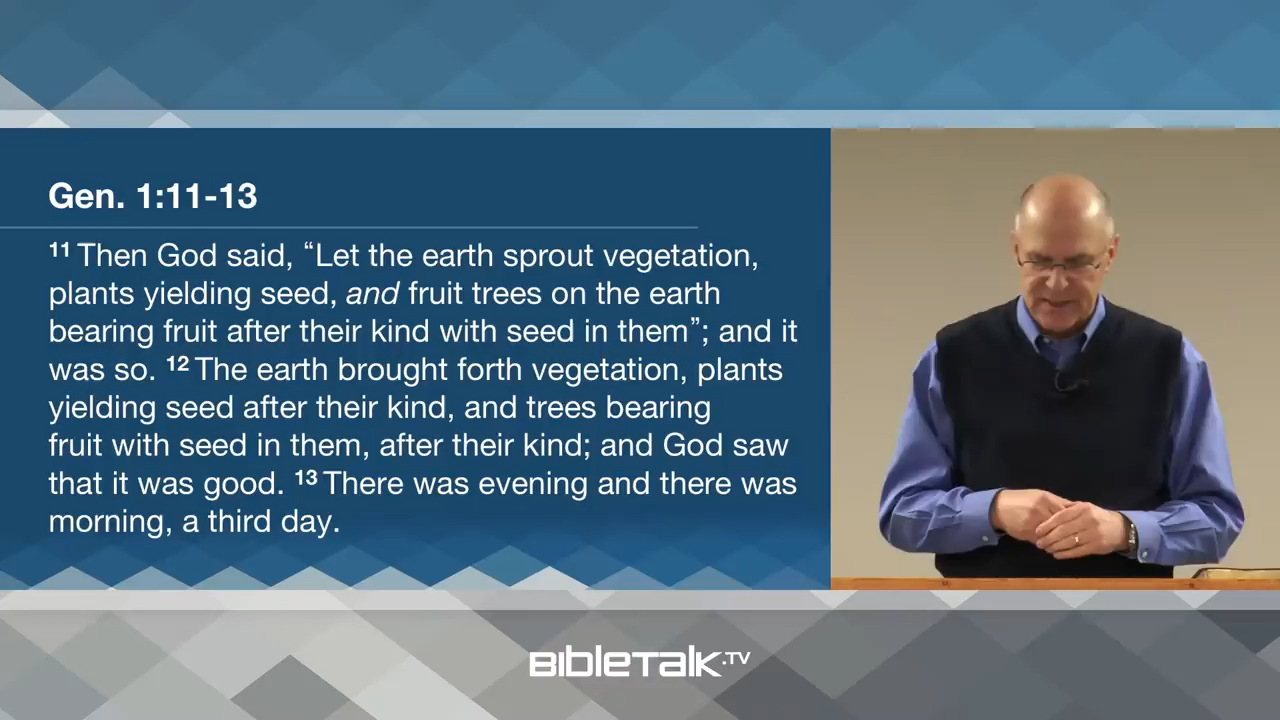 Gen. 1:11-13
11 Then God said, “Let the earth sprout vegetation,
plants yielding seed, and fruit trees on the earth
bearing fruit after their kind with seed in them”; and it
was so. 12 The earth brought forth vegetation, plants
yielding seed after their kind, and trees bearing
fruit with seed in them, after their kind; and God saw
that it was good. 13 There was evening and there was
morning, a third day.
BIBLETALK.TV